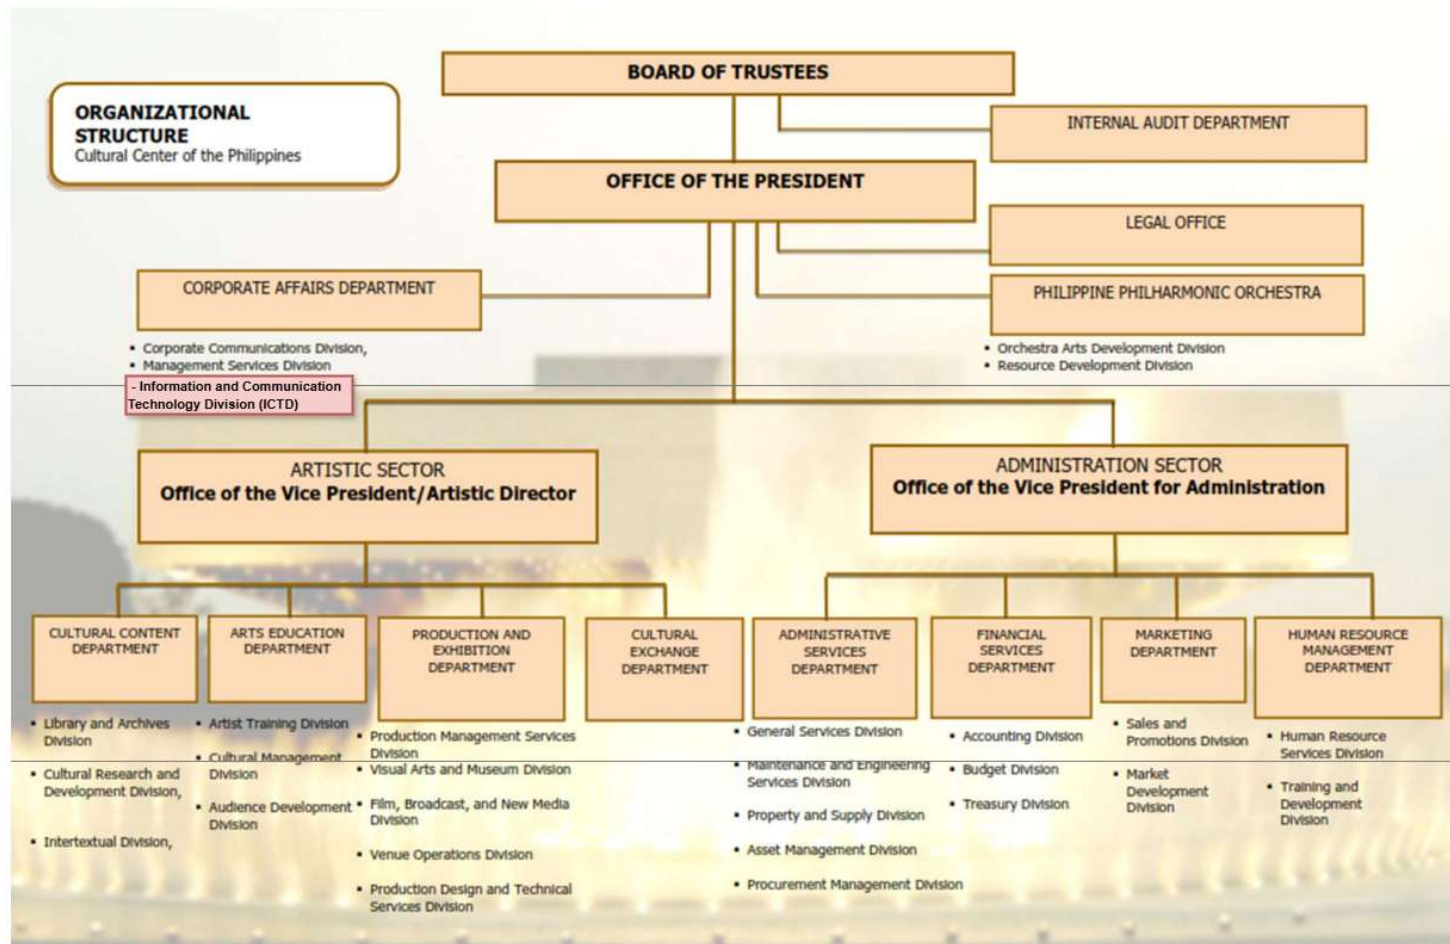 BOARD OF TRUSTEES
ORGANIZATIONAL
STRUCTURE
Cultural Center of the Philippines
INTERNAL AUDIT DEPARTMENT
OFFICE OF THE PRESIDENT
LEGAL OFFICE
CORPORATE AFFAIRS DEPARTMENT
▪ Corporate Communications Division,
▪ Management Services Division
- Information and Communication
Technology Division (ICTD)
PHILIPPINE PHILHARMONIC ORCHESTRA
▪ Orchestra Arts Development Division
▪ Resource Development Division
ARTISTIC SECTOR
Office of the Vice President/Artistic Director
ADMINISTRATION SECTOR
Office of the Vice President for Administration
CULTURAL CONTENT
DEPARTMENT
▪ Library and Archives
Division
▪ Cultural Research and
Development Division,
▪ Intertextual Division,
ARTS EDUCATION
DEPARTMENT
▪ Artist Training Division
▪ Cultural Management
Division
▪ Audience Development
Division
PRODUCTION AND
EXHIBITION
DEPARTMENT
▪ Production Management Services
Division
▪ Visual Arts and Museum Division
▪ Film, Broadcast, and New Media
Division
▪ Venue Operations Division
▪ Production Design and Technical
Services Division
CULTURAL
EXCHANGE
DEPARTMENT
ADMINISTRATIVE
SERVICES
DEPARTMENT
▪ General Services Division
▪ Maintenance and Engineering
Services Division
▪ Property and Supply Division
▪ Asset Management Division
▪ Procurement Management Division
FINANCIAL
SERVICES
DEPARTMENT
▪ Accounting Division
▪ Budget Division
▪ Treasury Division
MARKETING
DEPARTMENT
▪ Sales and
Promotions Division
▪ Market
Development
Division
HUMAN RESOURCE
MANAGEMENT
DEPARTMENT
▪ Human Resource
Services Division
▪ Training and
Development
Division